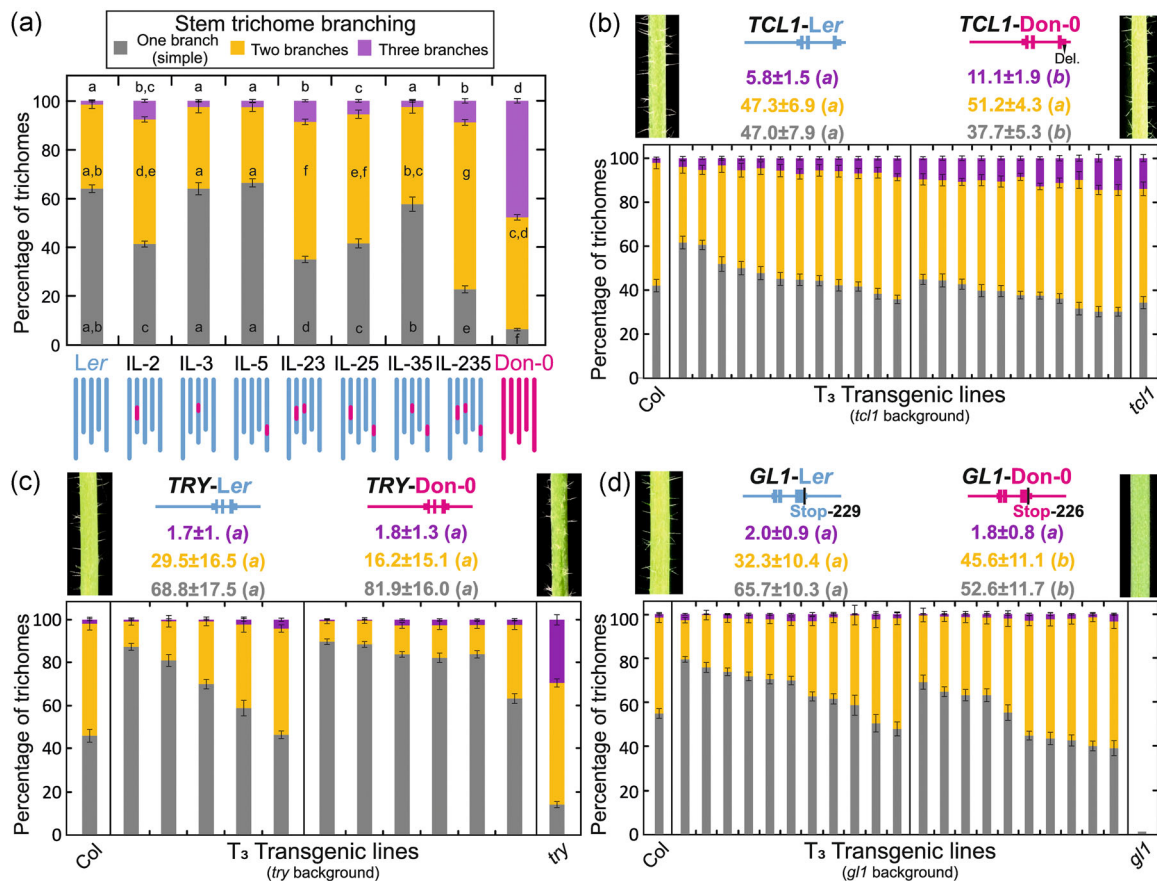 (a)
Stem trichome branching
One branch (simple) Two branches Three branches
Percentage of trichomes
100
80
60
40
20
0
a b,c a a b c a b d
a,b d,e a a f e,f b,c g c,d
a,b c a a d c b e f
Ler IL-2 IL-3 IL-5 IL-23 IL-25 IL-35 IL-235 Don-0
(b)
TCL1-Ler TCL1-Don-0
Del.
5.8±1.5 (a) 11.1±1.9 (b)
47.3±6.9 (a) 51.2±4.3 (a)
47.0±7.9 (a) 37.7±5.3 (b)
Percentage of trichomes
100
80
60
40
20
0
Col T₃ Transgenic lines tcl1
(tcl1 background)
(c)
TRY-Ler TRY-Don-0
1.7±1. (a) 1.8±1.3 (a)
29.5±16.5 (a) 16.2±15.1 (a)
68.8±17.5 (a) 81.9±16.0 (a)
Percentage of trichomes
100
80
60
40
20
0
Col T₃ Transgenic lines try
(try background)
(d)
GL1-Ler GL1-Don-0
Stop-229 Stop-226
2.0±0.9 (a) 1.8±0.8 (a)
32.3±10.4 (a) 45.6±11.1 (b)
65.7±10.3 (a) 52.6±11.7 (b)
Percentage of trichomes
100
80
60
40
20
0
Col T₃ Transgenic lines gl1
(gl1 background)